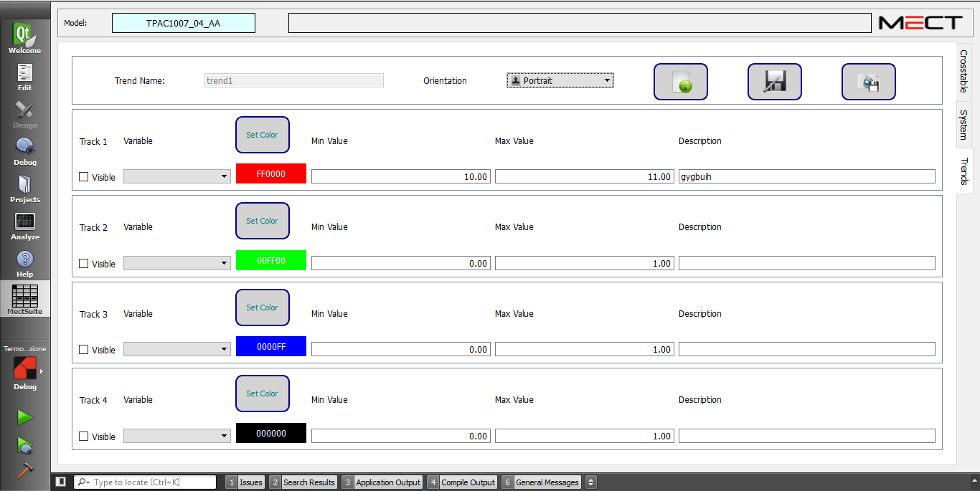 Model:
TPAC1007_04_AA
MECT
Qt
Welcome
Edit
Design
Debug
Projects
Analyze
?
Help
MectSuite
Termo...zione
Debug
Crosstable
System
Trends
Trend Name:
trend1
Orientation
Portrait
Track 1
Variable
Set Color
Min Value
Max Value
Description
Visible
FF0000
10.00
11.00
gygbuih
Track 2
Variable
Set Color
Min Value
Max Value
Description
Visible
00FF00
0.00
1.00
Track 3
Variable
Set Color
Min Value
Max Value
Description
Visible
0000FF
0.00
1.00
Track 4
Variable
Set Color
Min Value
Max Value
Description
Visible
000000
0.00
1.00
Type to locate (Ctrl+K)
1 Issues
2 Search Results
3 Application Output
4 Compile Output
6 General Messages